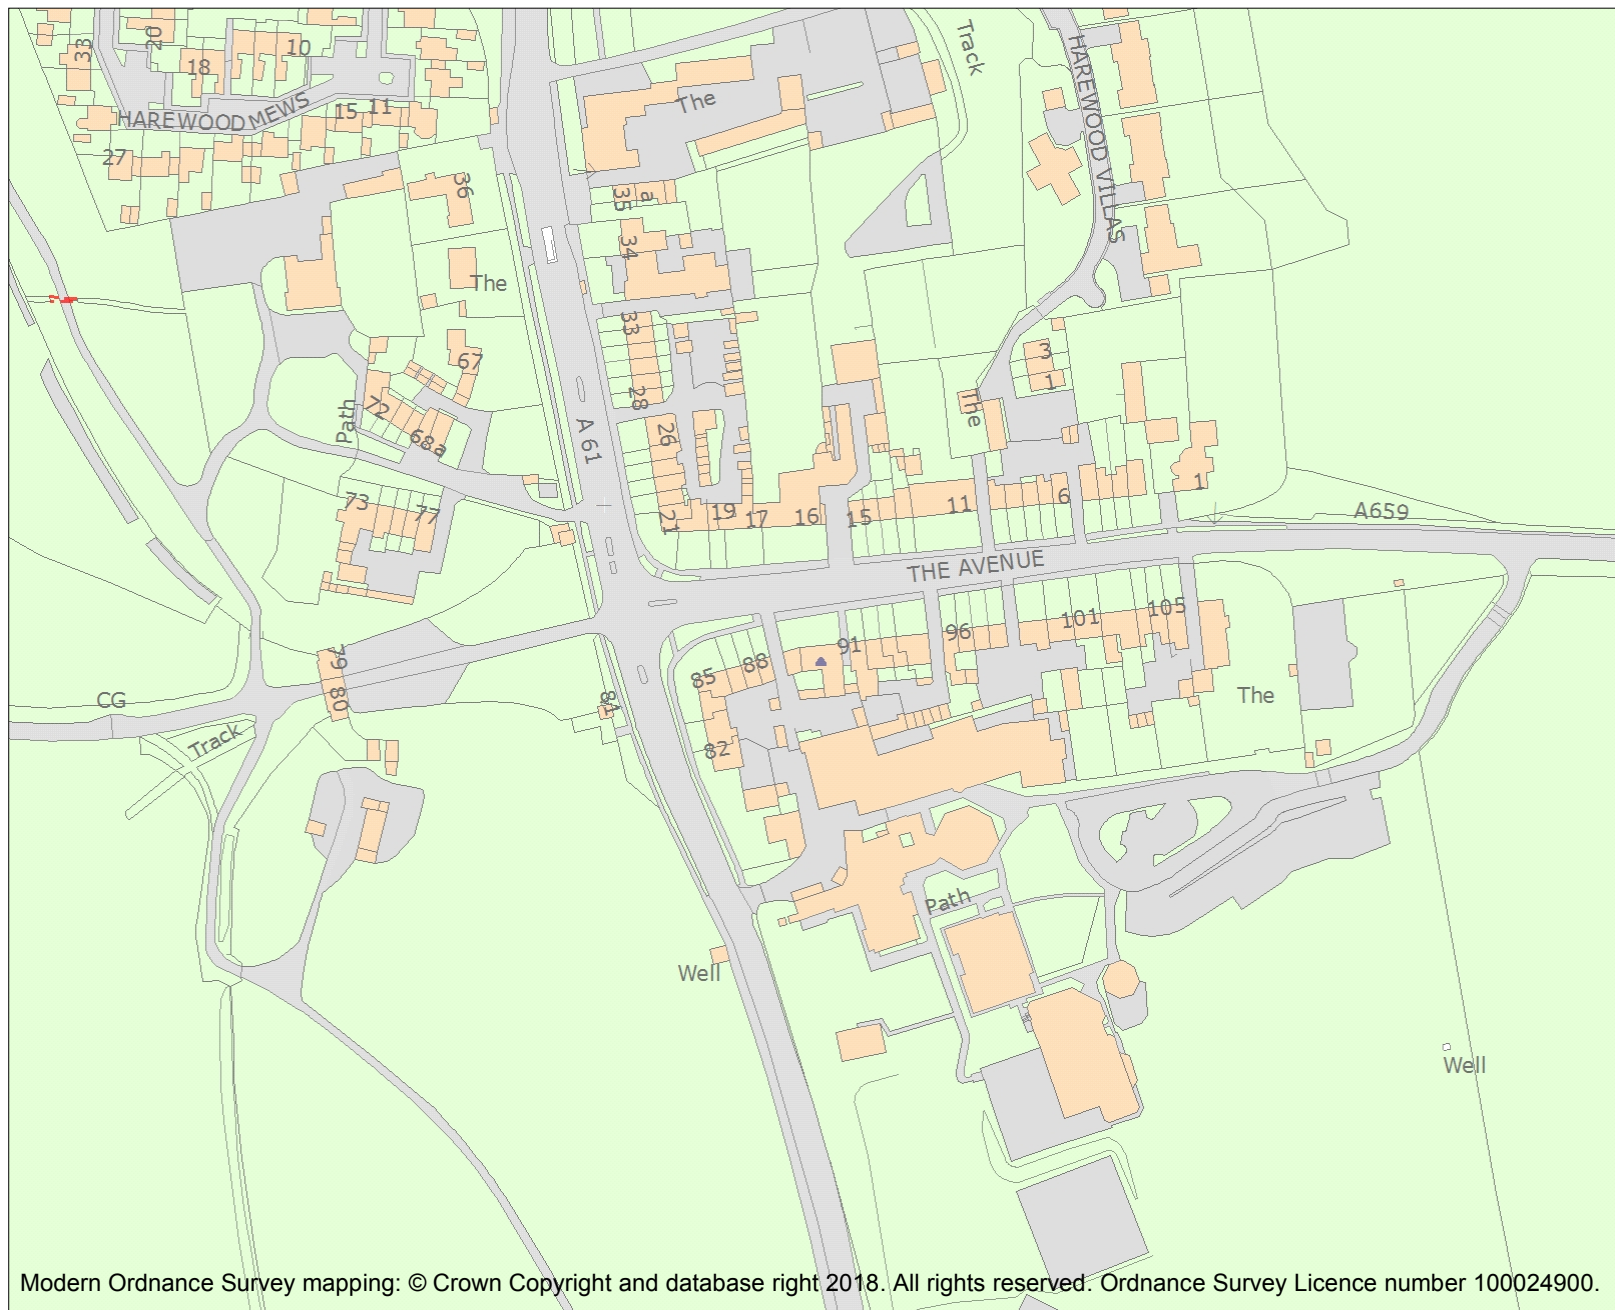 33
20
18
10
HAREWOOD MEWS
15
11
27
36
The
35
a
34
Track
HAREWOOD VILLAS
The
33
67
3
1
28
72
Path
68a
A 61
26
The
73
77
21
19
17
16
15
11
6
1
A659
THE AVENUE
79
80
85
88
91
96
101
105
The
CG
Track
81
82
Path
Well
Well
Modern Ordnance Survey mapping: © Crown Copyright and database right 2018. All rights reserved. Ordnance Survey Licence number 100024900.